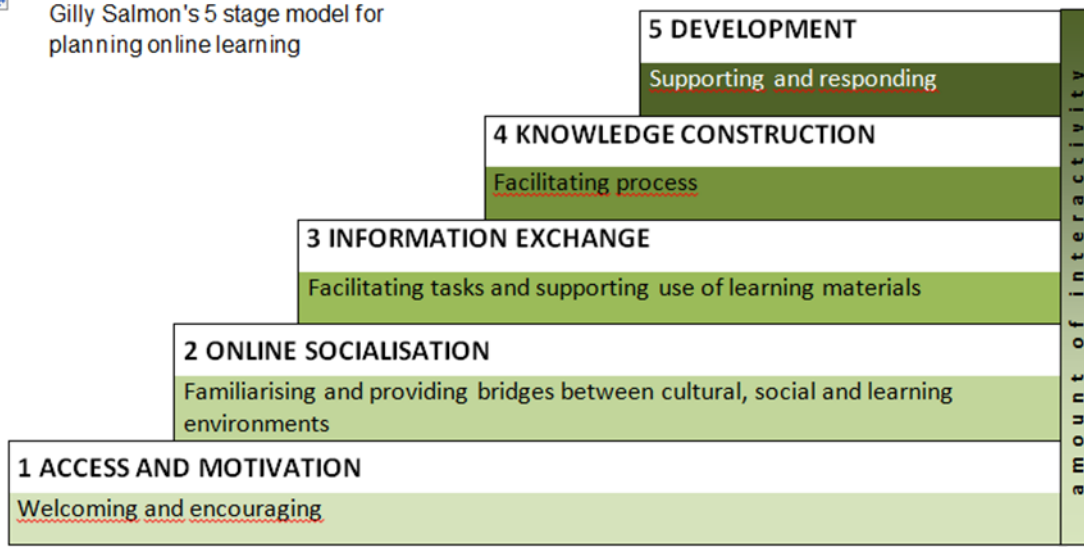 Gilly Salmon's 5 stage model for
planning online learning
5 DEVELOPMENT
Supporting and responding
4 KNOWLEDGE CONSTRUCTION
Facilitating process
3 INFORMATION EXCHANGE
Facilitating tasks and supporting use of learning materials
2 ONLINE SOCIALISATION
Familiarising and providing bridges between cultural, social and learning
environments
1 ACCESS AND MOTIVATION
Welcoming and encouraging
amount of interactivity